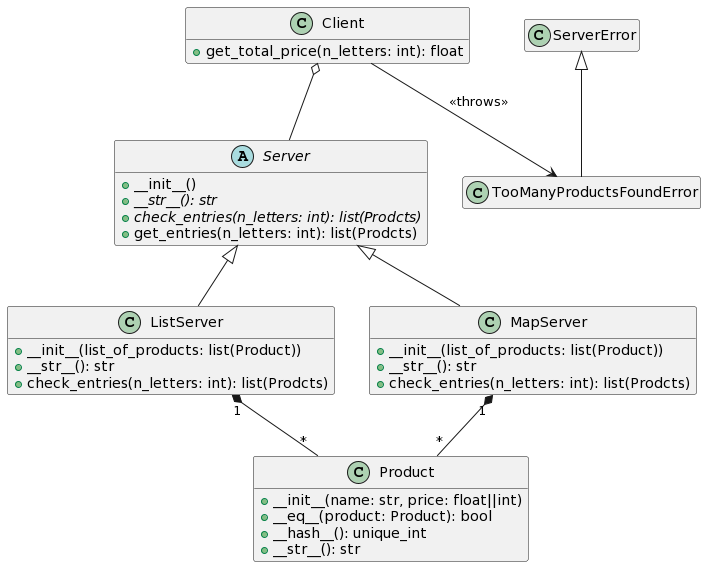 C Client
get_total_price(n_letters: int): float
C ServerError
«throws»
A Server
__init__()
__str__(): str
check_entries(n_letters: int): list(Prodcts)
get_entries(n_letters: int): list(Prodcts)
C TooManyProductsFoundError
C ListServer
__init__(list_of_products: list(Product))
__str__(): str
check_entries(n_letters: int): list(Prodcts)
C MapServer
__init__(list_of_products: list(Product))
__str__(): str
check_entries(n_letters: int): list(Prodcts)
1
1
*
*
C Product
__init__(name: str, price: float||int)
__eq__(product: Product): bool
__hash__(): unique_int
__str__(): str